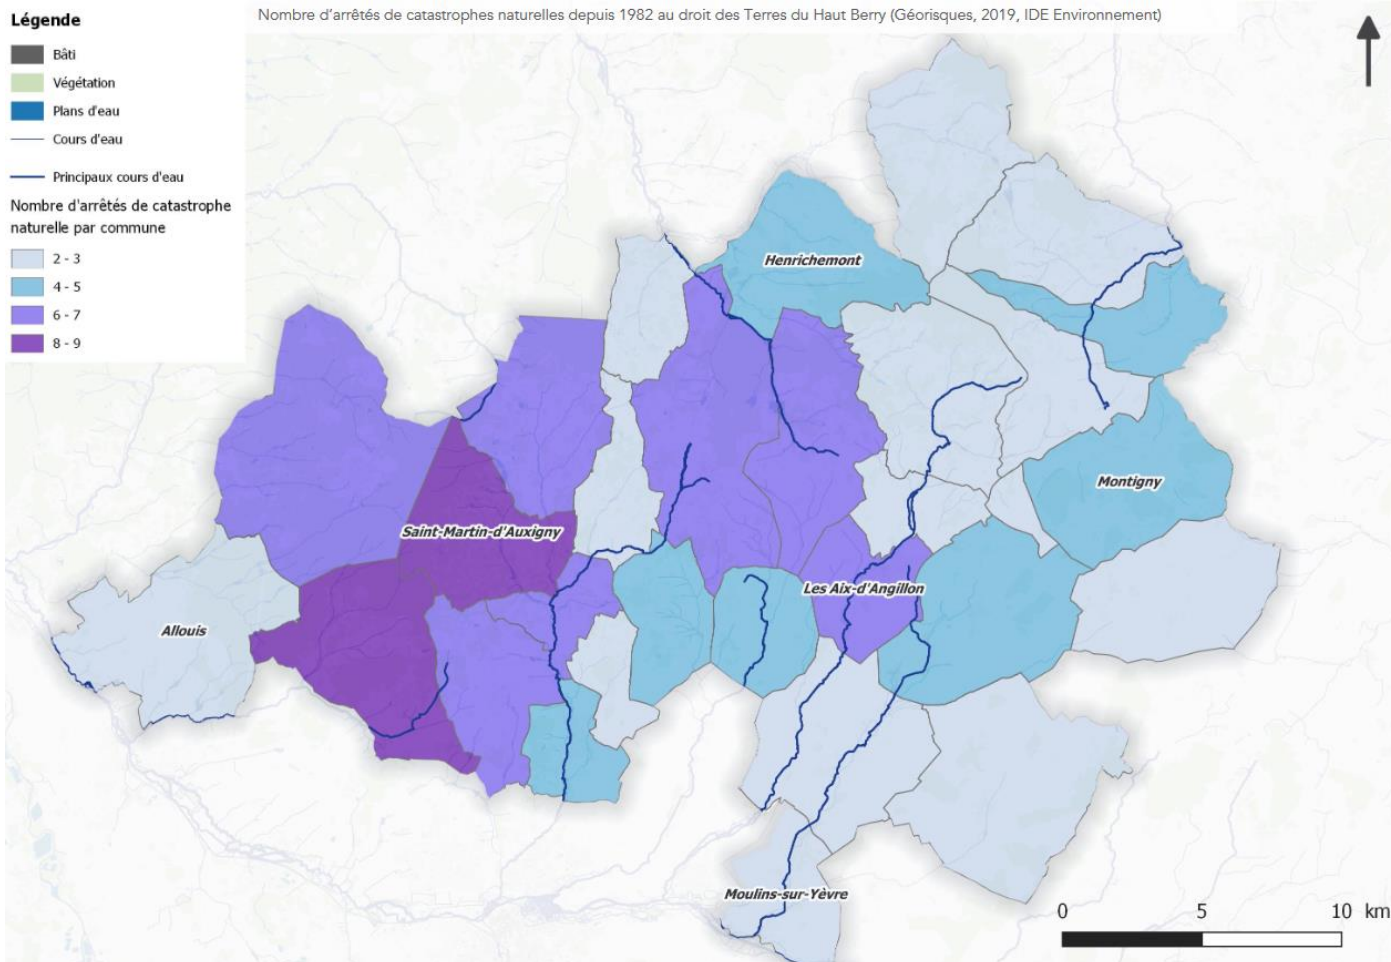 Nombre d'arrêtés de catastrophes naturelles depuis 1982 au droit des Terres du Haut Berry (Géorisques, 2019, IDE Environnement)
Légende
Bâti
Végétation
Plans d'eau
Cours d'eau
Principaux cours d'eau
Nombre d'arrêtés de catastrophe
naturelle par commune
2 - 3
4 - 5
6 - 7
8 - 9
Henrichemont
Montigny
Saint-Martin-d'Auxigny
Les Aix-d'Angillon
Allouis
Moulins-sur-Yèvre
0 5 10 km